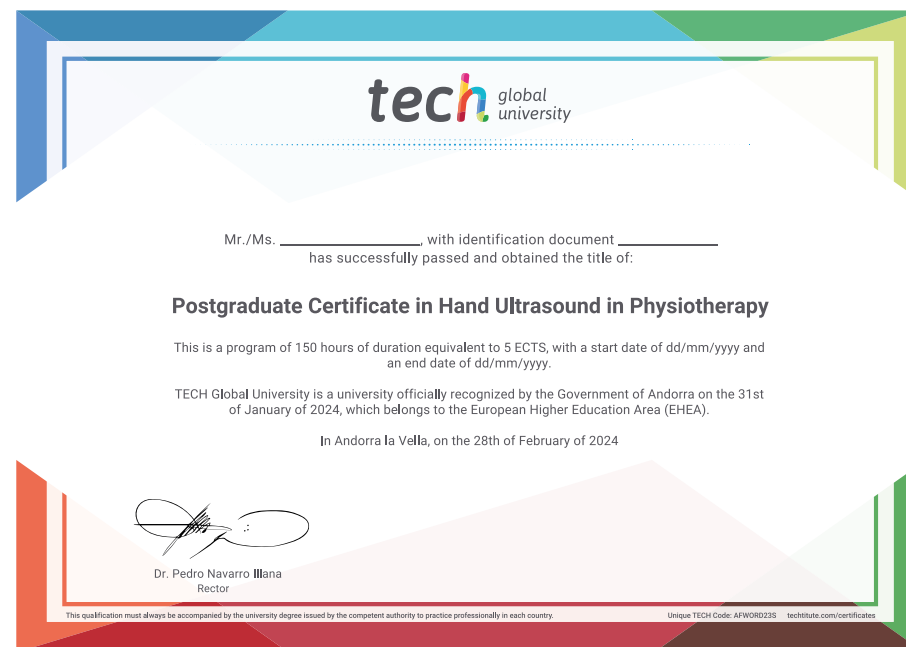 tech global
university
Mr./Ms. ________________, with identification document ____________
has successfully passed and obtained the title of:
Postgraduate Certificate in Hand Ultrasound in Physiotherapy
This is a program of 150 hours of duration equivalent to 5 ECTS, with a start date of dd/mm/yyyy and
an end date of dd/mm/yyyy.
TECH Global University is a university officially recognized by the Government of Andorra on the 31st
of January of 2024, which belongs to the European Higher Education Area (EHEA).
In Andorra la Vella, on the 28th of February of 2024
Dr. Pedro Navarro Illana
Rector
This qualification must always be accompanied by the university degree issued by the competent authority to practice professionally in each country.
Unique TECH Code: AFWORD23S techtitute.com/certificates